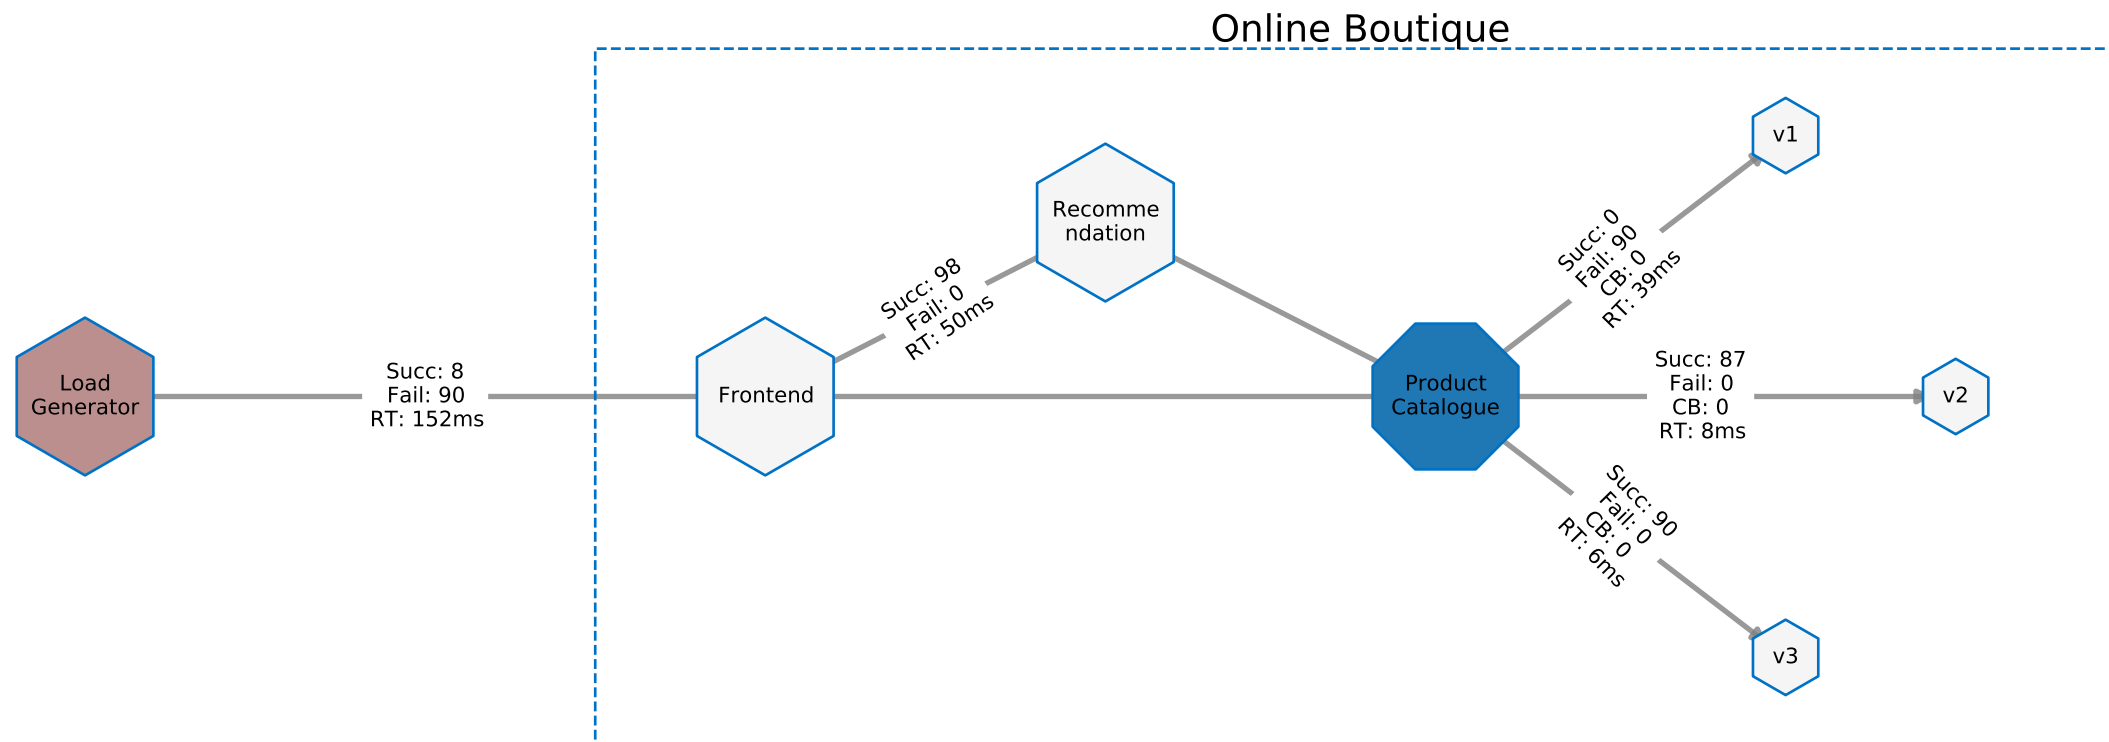 Online Boutique
Load
Generator
Succ: 8
Fail: 90
RT: 152ms
Frontend
Succ: 98
Fail: 0
RT: 50ms
Recomme
ndation
Product
Catalogue
Succ: 0
Fail: 90
CB: 0
RT: 39ms
v1
Succ: 87
Fail: 0
CB: 0
RT: 8ms
v2
Succ: 90
Fail: 0
CB: 0
RT: 6ms
v3